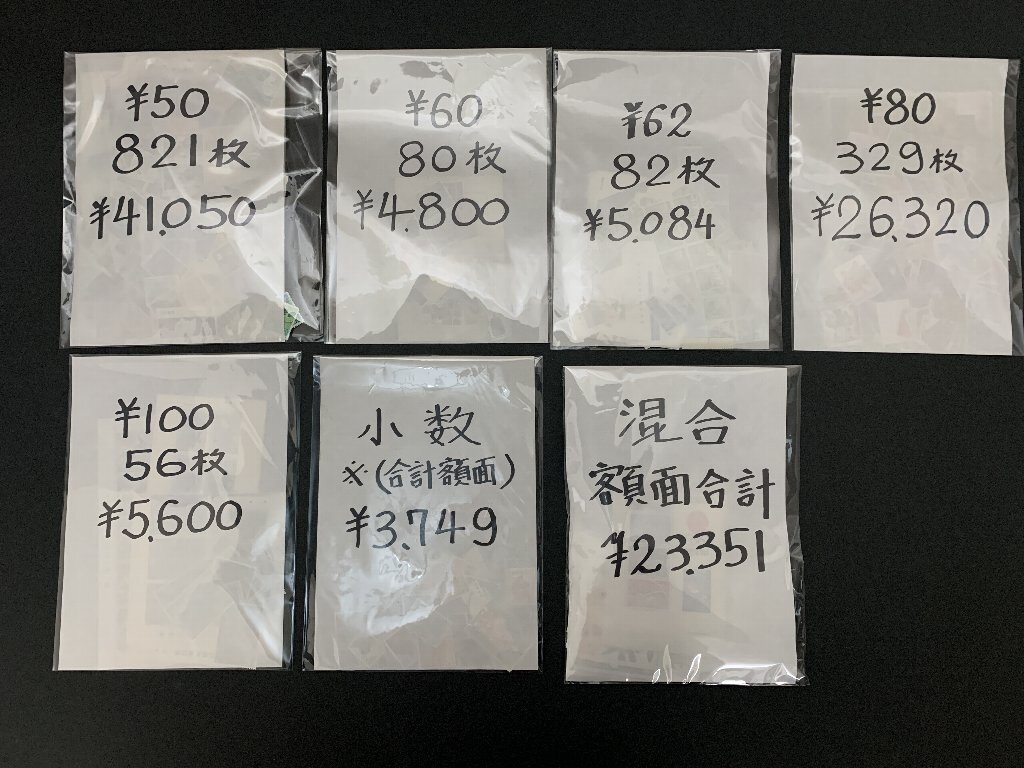 ¥50
821枚
¥41,050
¥60
80枚
¥4,800
¥62
82枚
¥5,084
¥80
329枚
¥26,320
¥100
56枚
¥5,600
小数
※(合計額面)
¥3,749
混合
額面合計
¥23,351